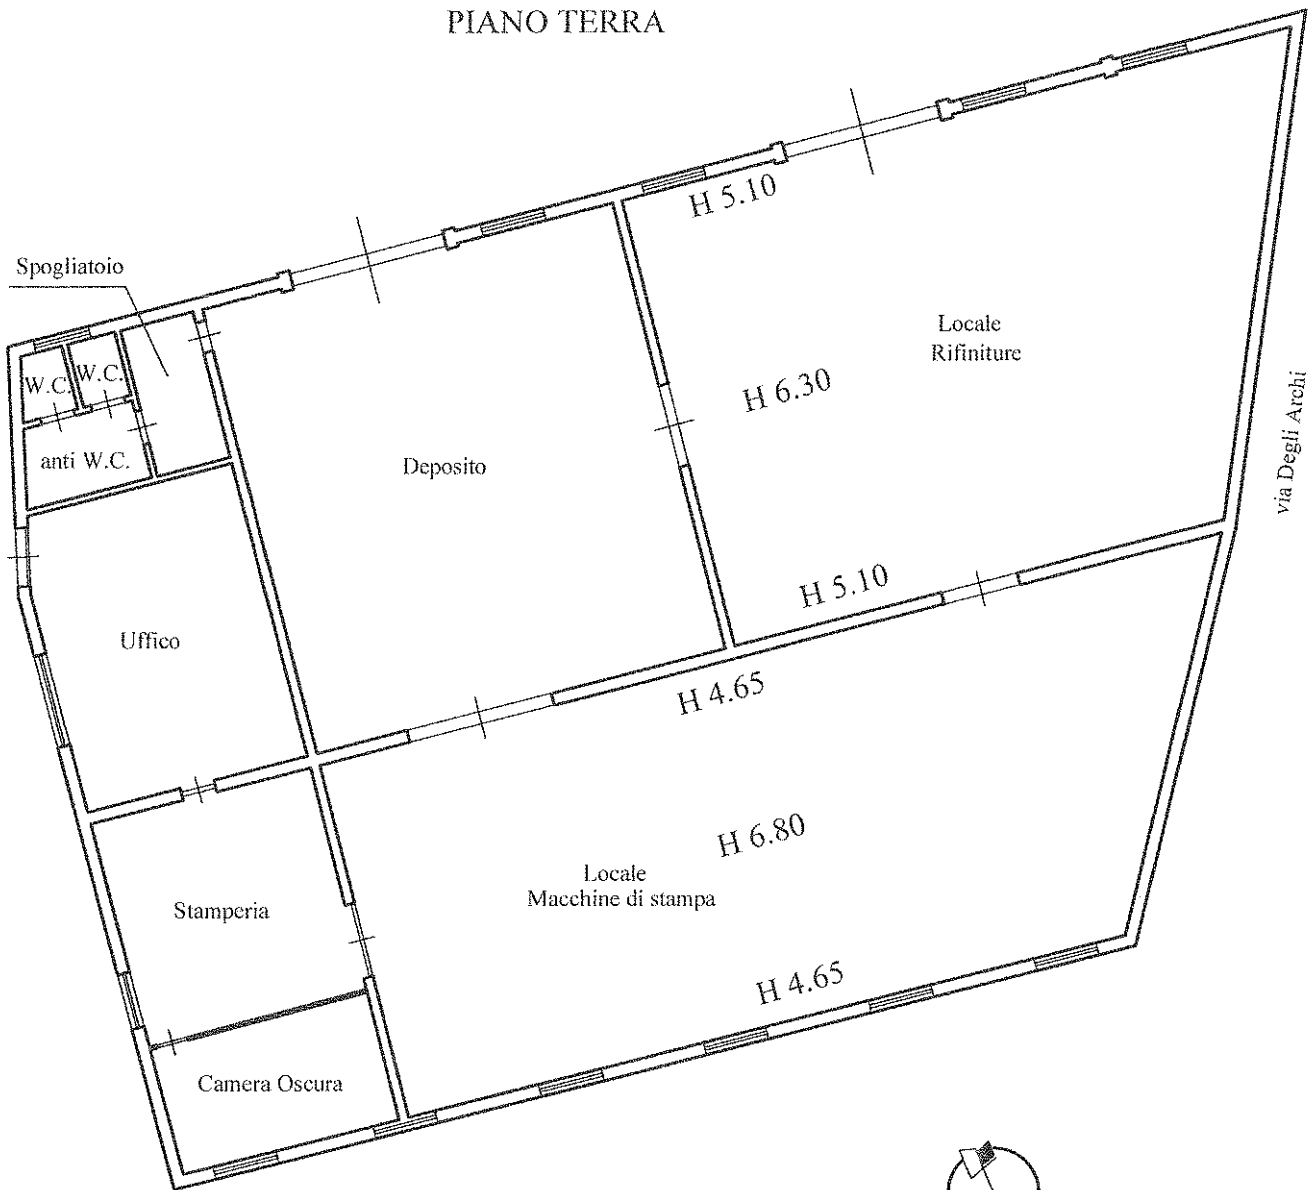 PIANO TERRA
H 5.10
Spogliatoio
Locale
Rifiniture
W.C.
W.C.
H 6.30
via Degli Archi
anti W.C.
Deposito
H 5.10
Uffico
H 4.65
H 6.80
Locale
Macchine di stampa
Stamperia
H 4.65
Camera Oscura